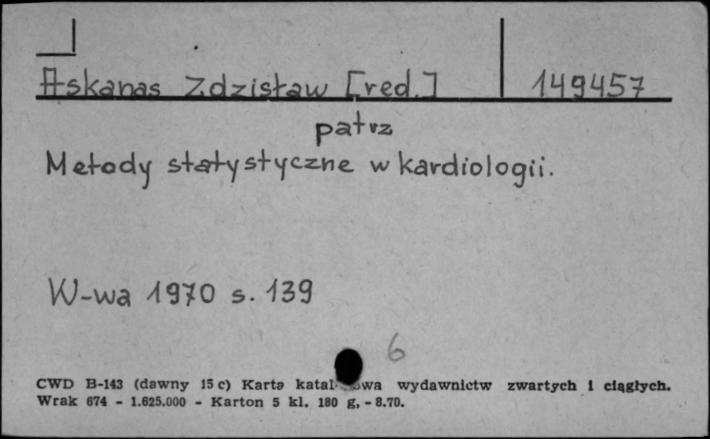 Askanas Zdzisław [red.] 149457
patrz
Metody statystyczne w kardiologii.
W-wa 1970 s. 139
6
CWD B-143 (dawny 15 c) Karta wydawnictw zwartych i ciągłych.
Wrak 674 - 1.625.000 - Karton 5 kl. 180 g, - 8.70.